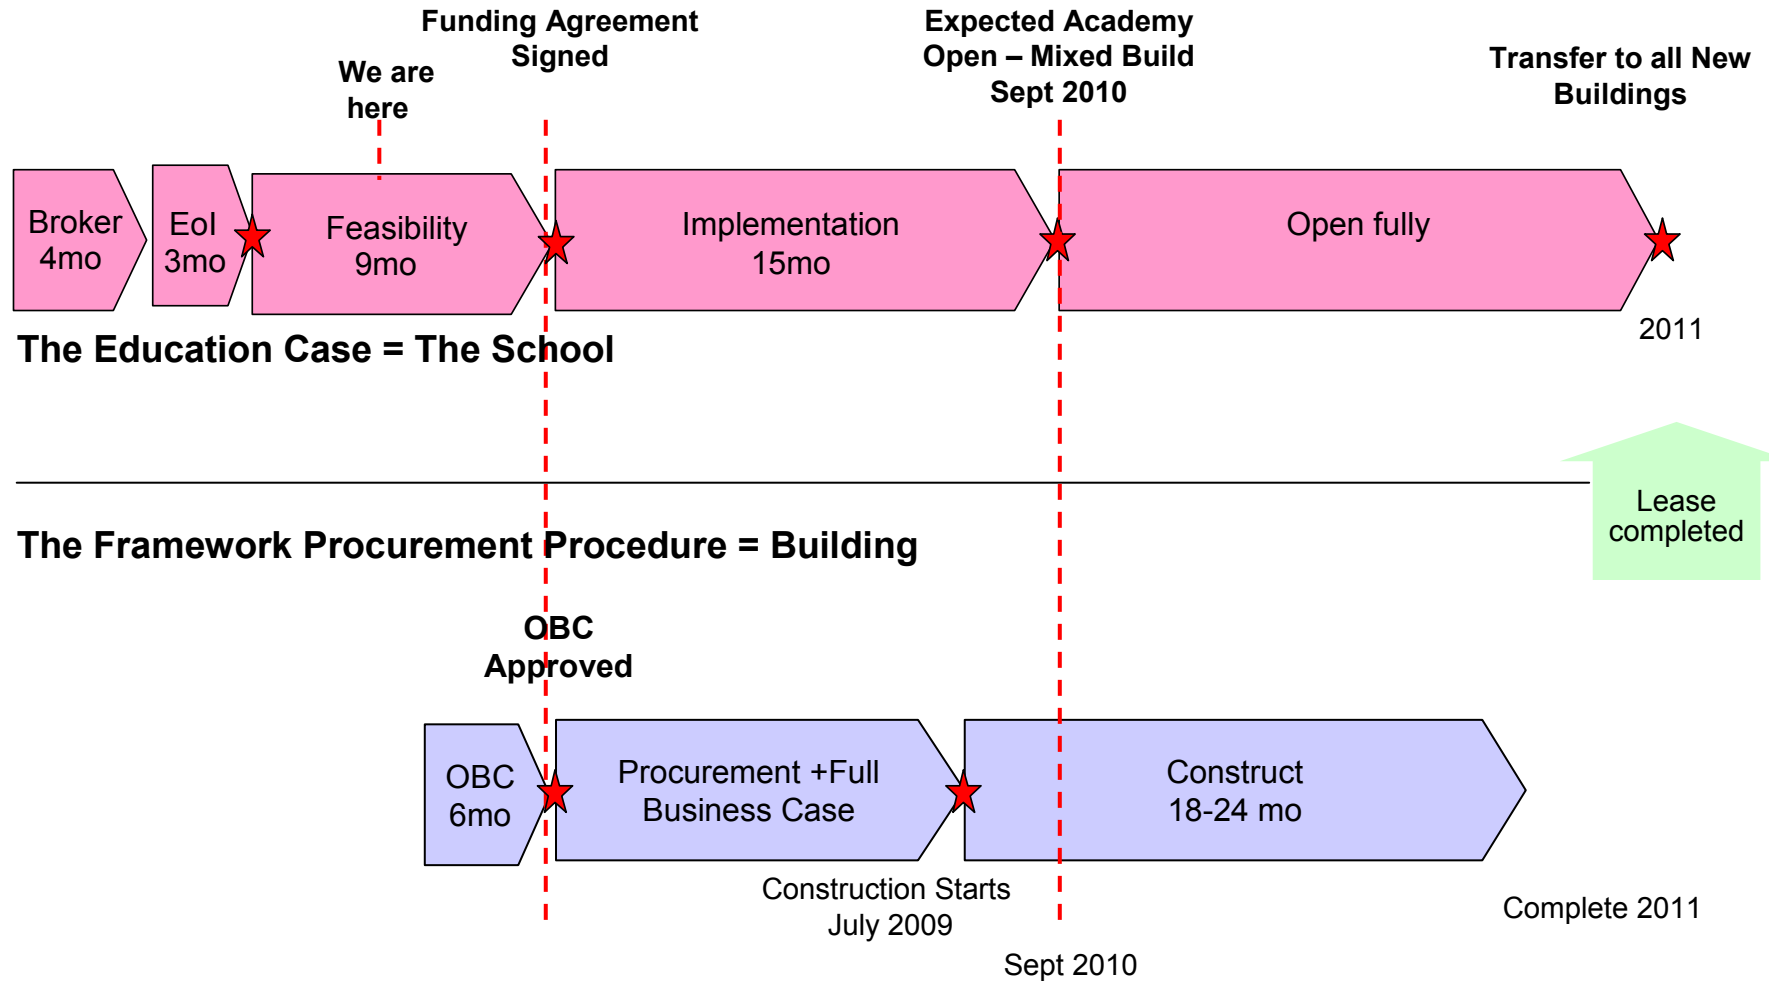 Funding Agreement
Signed
Expected Academy
Open – Mixed Build
Sept 2010
We are
here
Transfer to all New
Buildings
Broker
4mo
EoI
3mo
Feasibility
9mo
Implementation
15mo
Open fully
2011
The Education Case = The School
Lease
completed
The Framework Procurement Procedure = Building
OBC
Approved
OBC
6mo
Procurement +Full
Business Case
Construct
18-24 mo
Construction Starts
July 2009
Complete 2011
Sept 2010